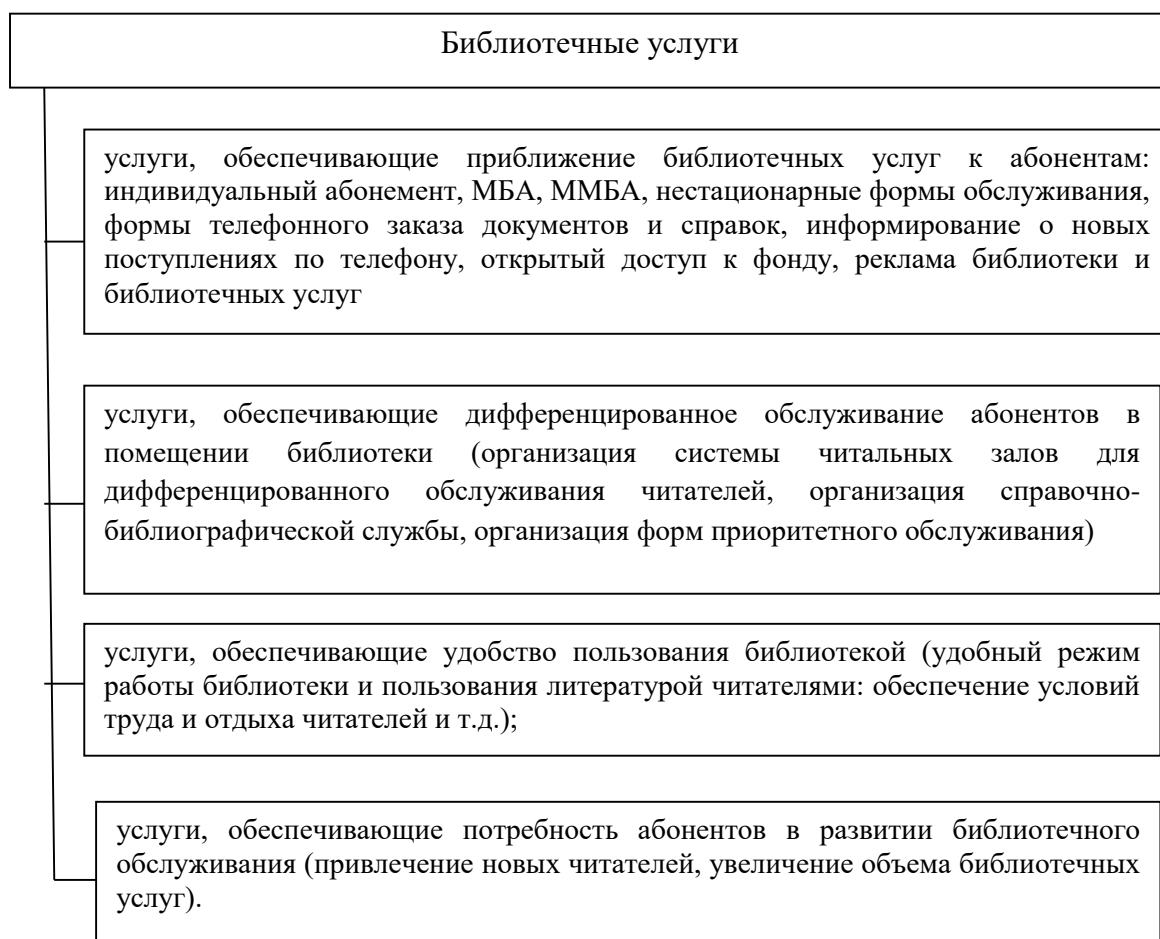 Библиотечные услуги
услуги, обеспечивающие приближение библиотечных услуг к абонентам:
индивидуальный абонемент, МБА, ММБА, нестационарные формы обслуживания,
формы телефонного заказа документов и справок, информирование о новых
поступлениях по телефону, открытый доступ к фонду, реклама библиотеки и
библиотечных услуг
услуги, обеспечивающие дифференцированное обслуживание абонентов в
помещении библиотеки (организация системы читальных залов для
дифференцированного обслуживания читателей, организация справочно-
библиографической службы, организация форм приоритетного обслуживания)
услуги, обеспечивающие удобство пользования библиотекой (удобный режим
работы библиотеки и пользования литературой читателями: обеспечение условий
труда и отдыха читателей и т.д.);
услуги, обеспечивающие потребность абонентов в развитии библиотечного
обслуживания (привлечение новых читателей, увеличение объема библиотечных
услуг).